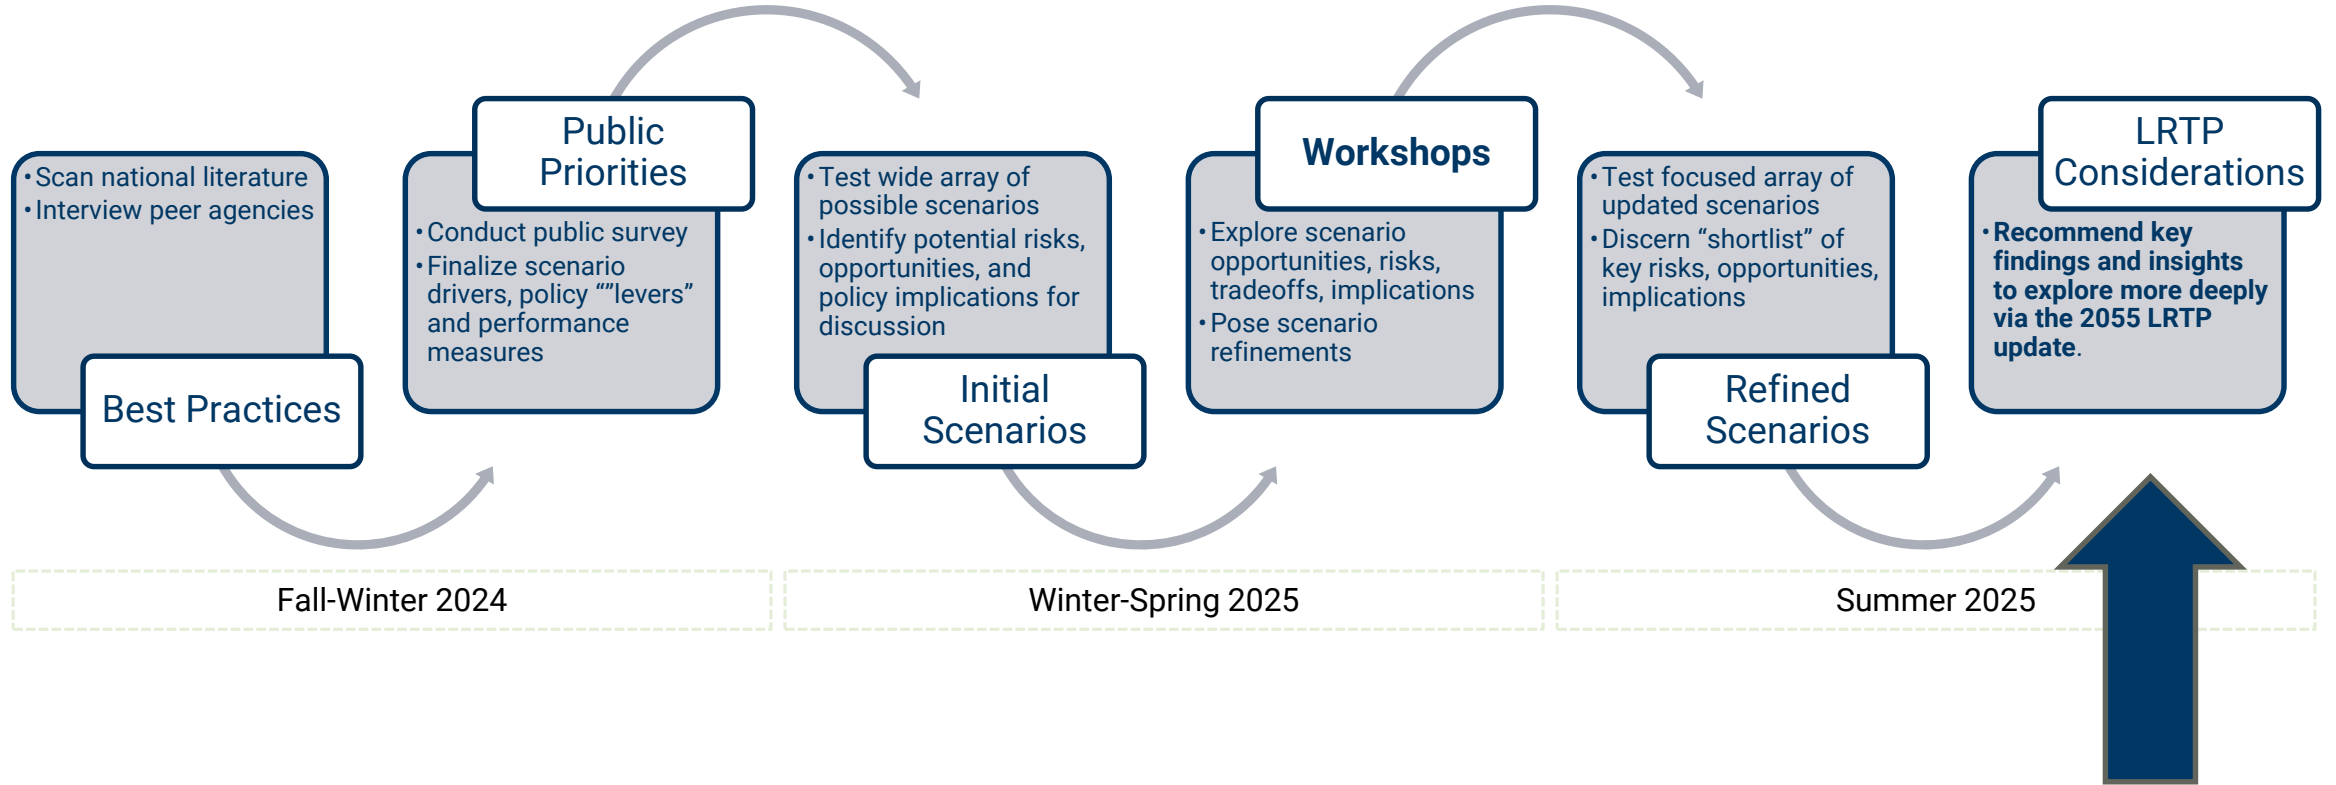 • Scan national literature
• Interview peer agencies
Best Practices
Public
Priorities
• Conduct public survey
• Finalize scenario
drivers, policy “”levers”
and performance
measures
• Test wide array of
possible scenarios
• Identify potential risks,
opportunities, and
policy implications for
discussion
Initial
Scenarios
Workshops
• Explore scenario
opportunities, risks,
tradeoffs, implications
• Pose scenario
refinements
• Test focused array of
updated scenarios
• Discern “shortlist” of
key risks, opportunities,
implications
Refined
Scenarios
LRTP
Considerations
• Recommend key
findings and insights
to explore more deeply
via the 2055 LRTP
update.
Fall-Winter 2024
Winter-Spring 2025
Summer 2025